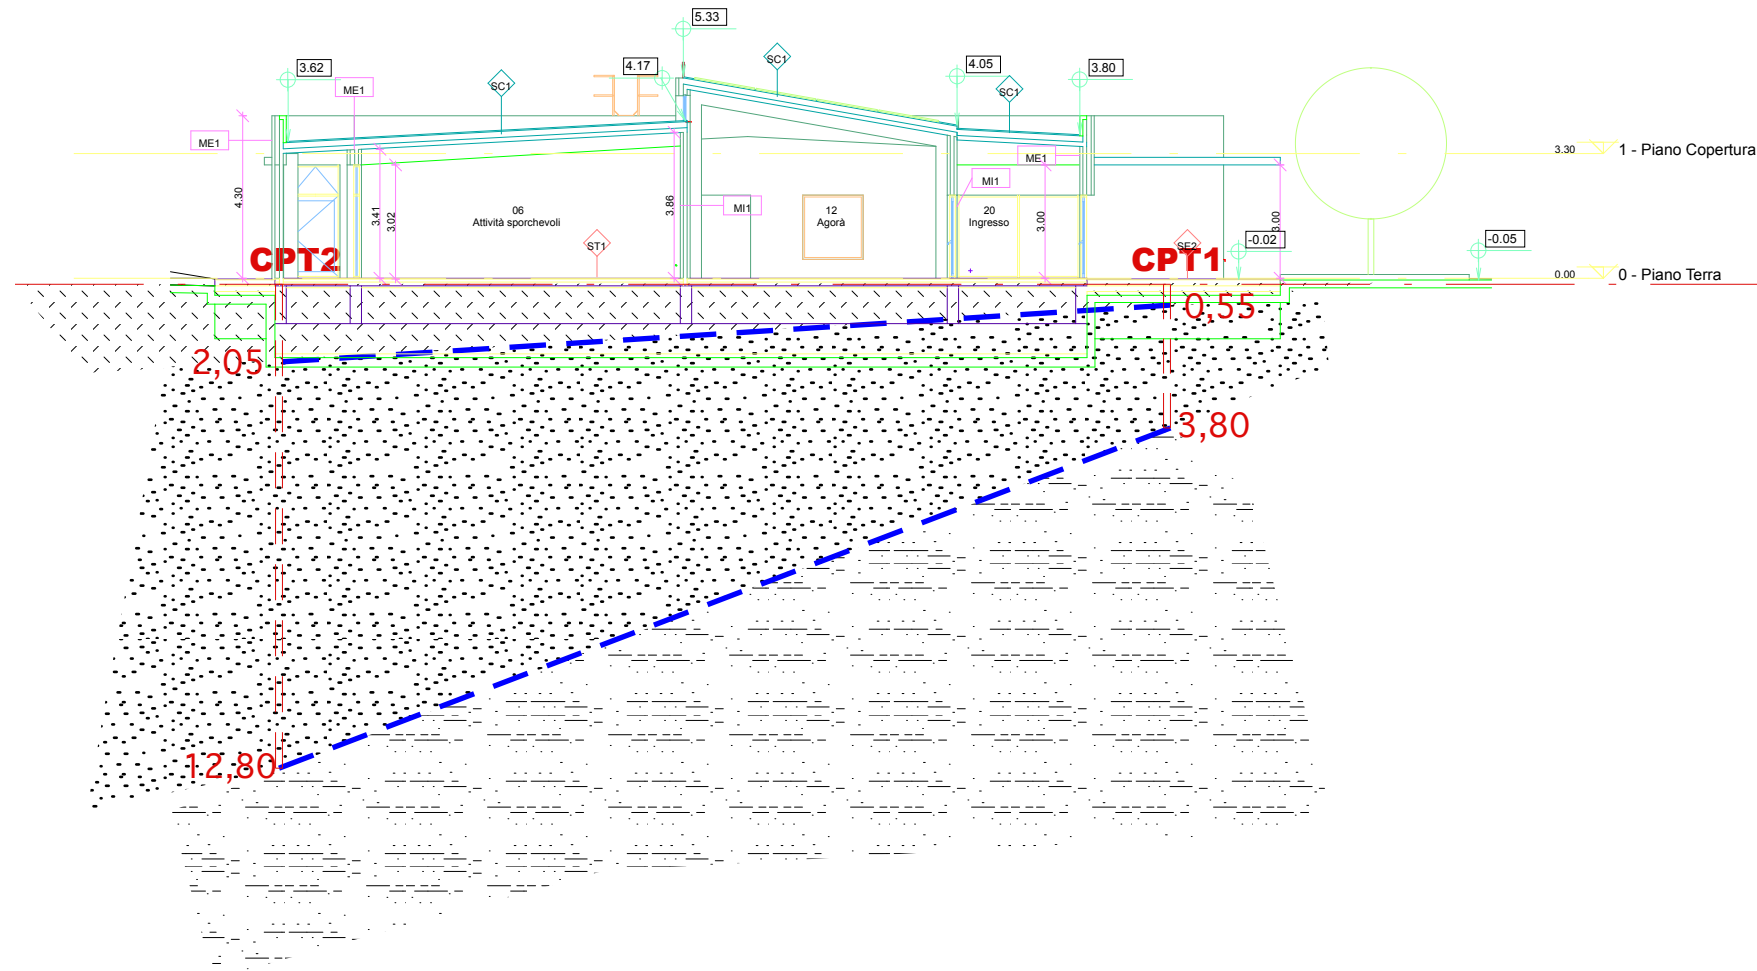 5.33
3.62
4.17
SC1
4.05
3.80
SC1
SC1
ME1
ME1
ME1
3.30
1 - Piano Copertura
4.30
3.41
3.02
3.86
3.00
3.00
MI1
MI1
06
Attività sporchevoli
12
Agorà
20
Ingresso
ST1
SE2
-0.02
-0.05
CPT2
CPT1
0.00
0 - Piano Terra
0,55
2,05
3,80
12,80